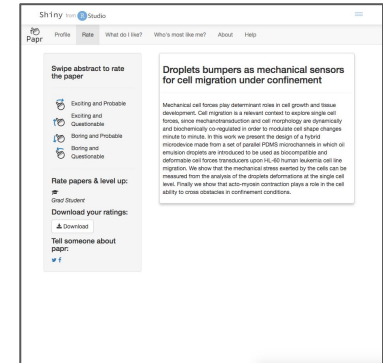 Shiny from R Studio
Papr
Profile Rate What do I like? Who's most like me? About Help
Swipe abstract to rate
the paper
Exciting and Probable
Exciting and
Questionable
Boring and Probable
Boring and
Questionable
Rate papers & level up:
Grad Student
Download your ratings:
Download
Tell someone about
papr:
Droplets bumpers as mechanical sensors
for cell migration under confinement
Mechanical cell forces play determinant roles in cell growth and tissue
development. Cell migration is a relevant context to explore single cell
forces, since mechanotransduction and cell morphology are dynamically
and biochemically co-regulated in order to modulate cell shape changes
minute to minute. In this work we present the design of a hybrid
microdevice made from a set of parallel PDMS microchannels in which oil
emulsion droplets are introduced to be used as biocompatible and
deformable cell forces transducers upon HL-60 human leukemia cell line
migration. We show that the mechanical stress exerted by the cells can be
measured from the analysis of the droplets deformations at the single cell
level. Finally we show that acto-myosin contraction plays a role in the cell
ability to cross obstacles in confinement conditions.